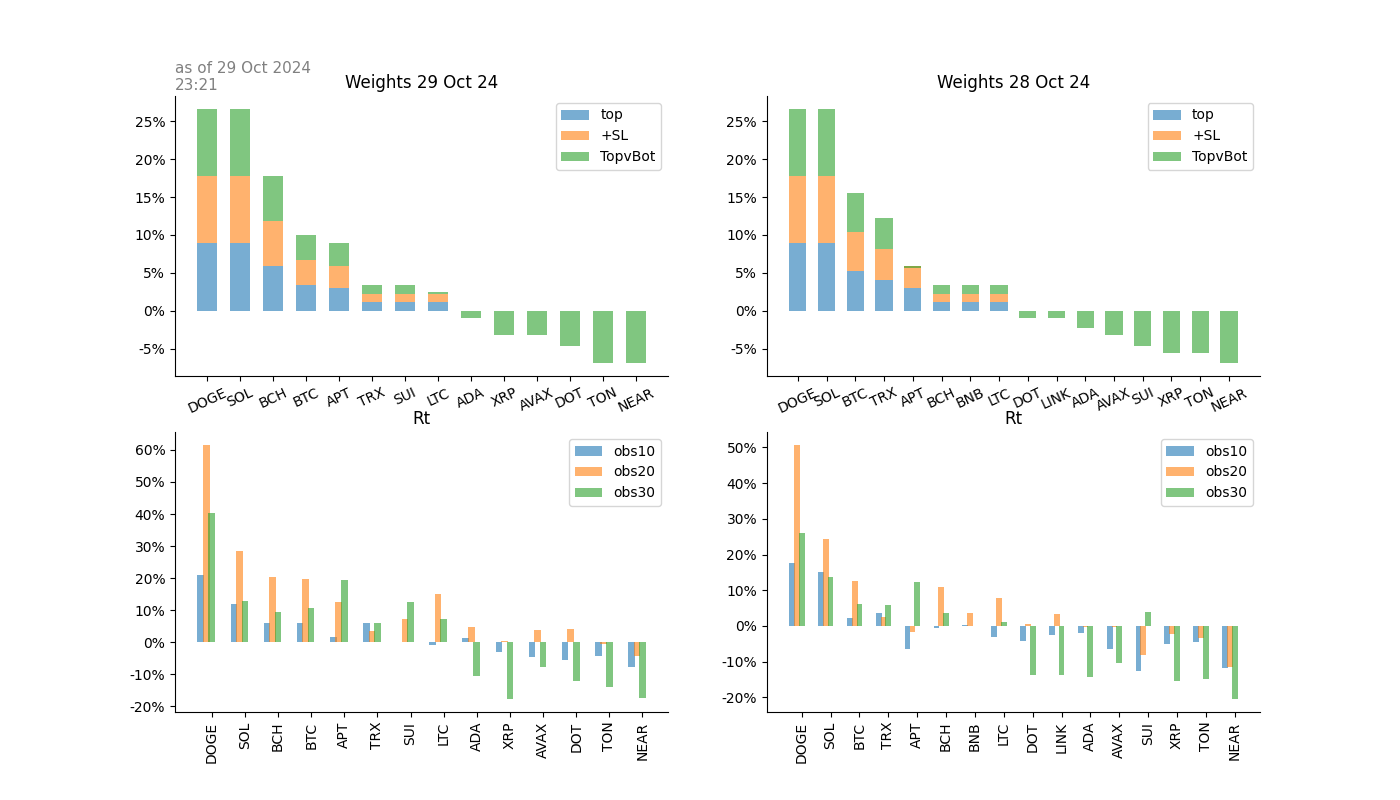 as of 29 Oct 2024
23:21
Weights 29 Oct 24
25%
20%
15%
10%
5%
0%
-5%
top
+SL
TopvBot
DOGE SOL BCH BTC APT TRX SUI LTC ADA XRP AVAX DOT TON NEAR
Weights 28 Oct 24
25%
20%
15%
10%
5%
0%
-5%
top
+SL
TopvBot
DOGE SOL BTC TRX APT BCH BNB LTC DOT LINK ADA AVAX SUI XRP TON NEAR
Rt
60%
50%
40%
30%
20%
10%
0%
-10%
-20%
obs10
obs20
obs30
DOGE SOL BCH BTC APT TRX SUI LTC ADA XRP AVAX DOT TON NEAR
Rt
50%
40%
30%
20%
10%
0%
-10%
-20%
obs10
obs20
obs30
DOGE SOL BTC TRX APT BCH BNB LTC DOT LINK ADA AVAX SUI XRP TON NEAR